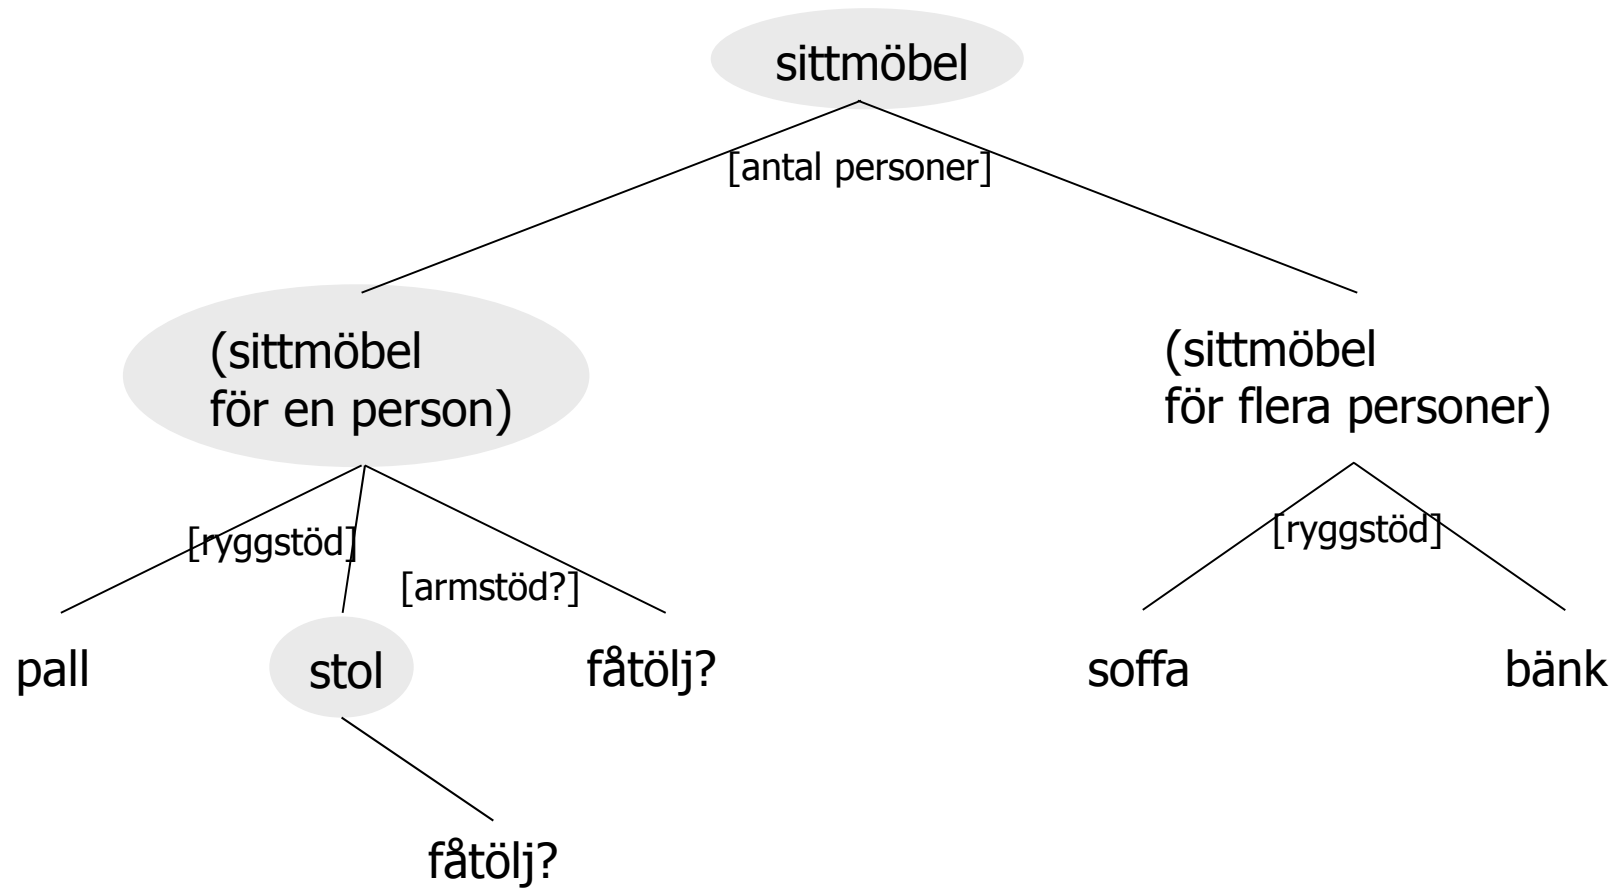 sittmöbel
[antal personer]
(sittmöbel
för en person)
(sittmöbel
för flera personer)
[ryggstöd]
[armstöd?]
[ryggstöd]
pall
stol
fåtölj?
soffa
bänk
fåtölj?